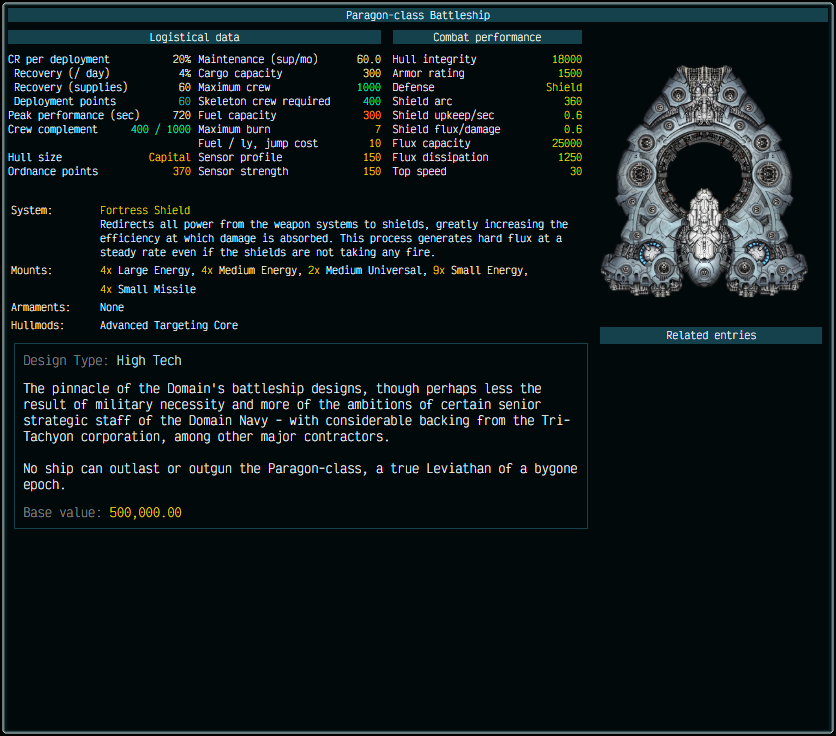 Paragon-class Battleship
Logistical data
Combat performance
CR per deployment 20% Maintenance (sup/mo) 60.0 Hull integrity 18000
Recovery (/ day) 4% Cargo capacity 300 Armor rating 1500
Recovery (supplies) 60 Maximum crew 1000 Defense Shield
Deployment points 60 Skeleton crew required 400 Shield arc 360
Peak performance (sec) 720 Fuel capacity 300 Shield upkeep/sec 0.6
Crew complement 400 / 1000 Maximum burn 7 Shield flux/damage 0.6
Fuel / ly, jump cost 10 Flux capacity 25000
Hull size Capital Sensor profile 150 Flux dissipation 1250
Ordnance points 370 Sensor strength 150 Top speed 30
System: Fortress Shield
Redirects all power from the weapon systems to shields, greatly increasing the
efficiency at which damage is absorbed. This process generates hard flux at a
steady rate even if the shields are not taking any fire.
Mounts: 4x Large Energy, 4x Medium Energy, 2x Medium Universal, 9x Small Energy,
4x Small Missile
Armaments: None
Hullmods: Advanced Targeting Core
Related entries
Design Type: High Tech
The pinnacle of the Domain's battleship designs, though perhaps less the
result of military necessity and more of the ambitions of certain senior
strategic staff of the Domain Navy - with considerable backing from the Tri-
Tachyon corporation, among other major contractors.
No ship can outlast or outgun the Paragon-class, a true Leviathan of a bygone
epoch.
Base value: 500,000.00